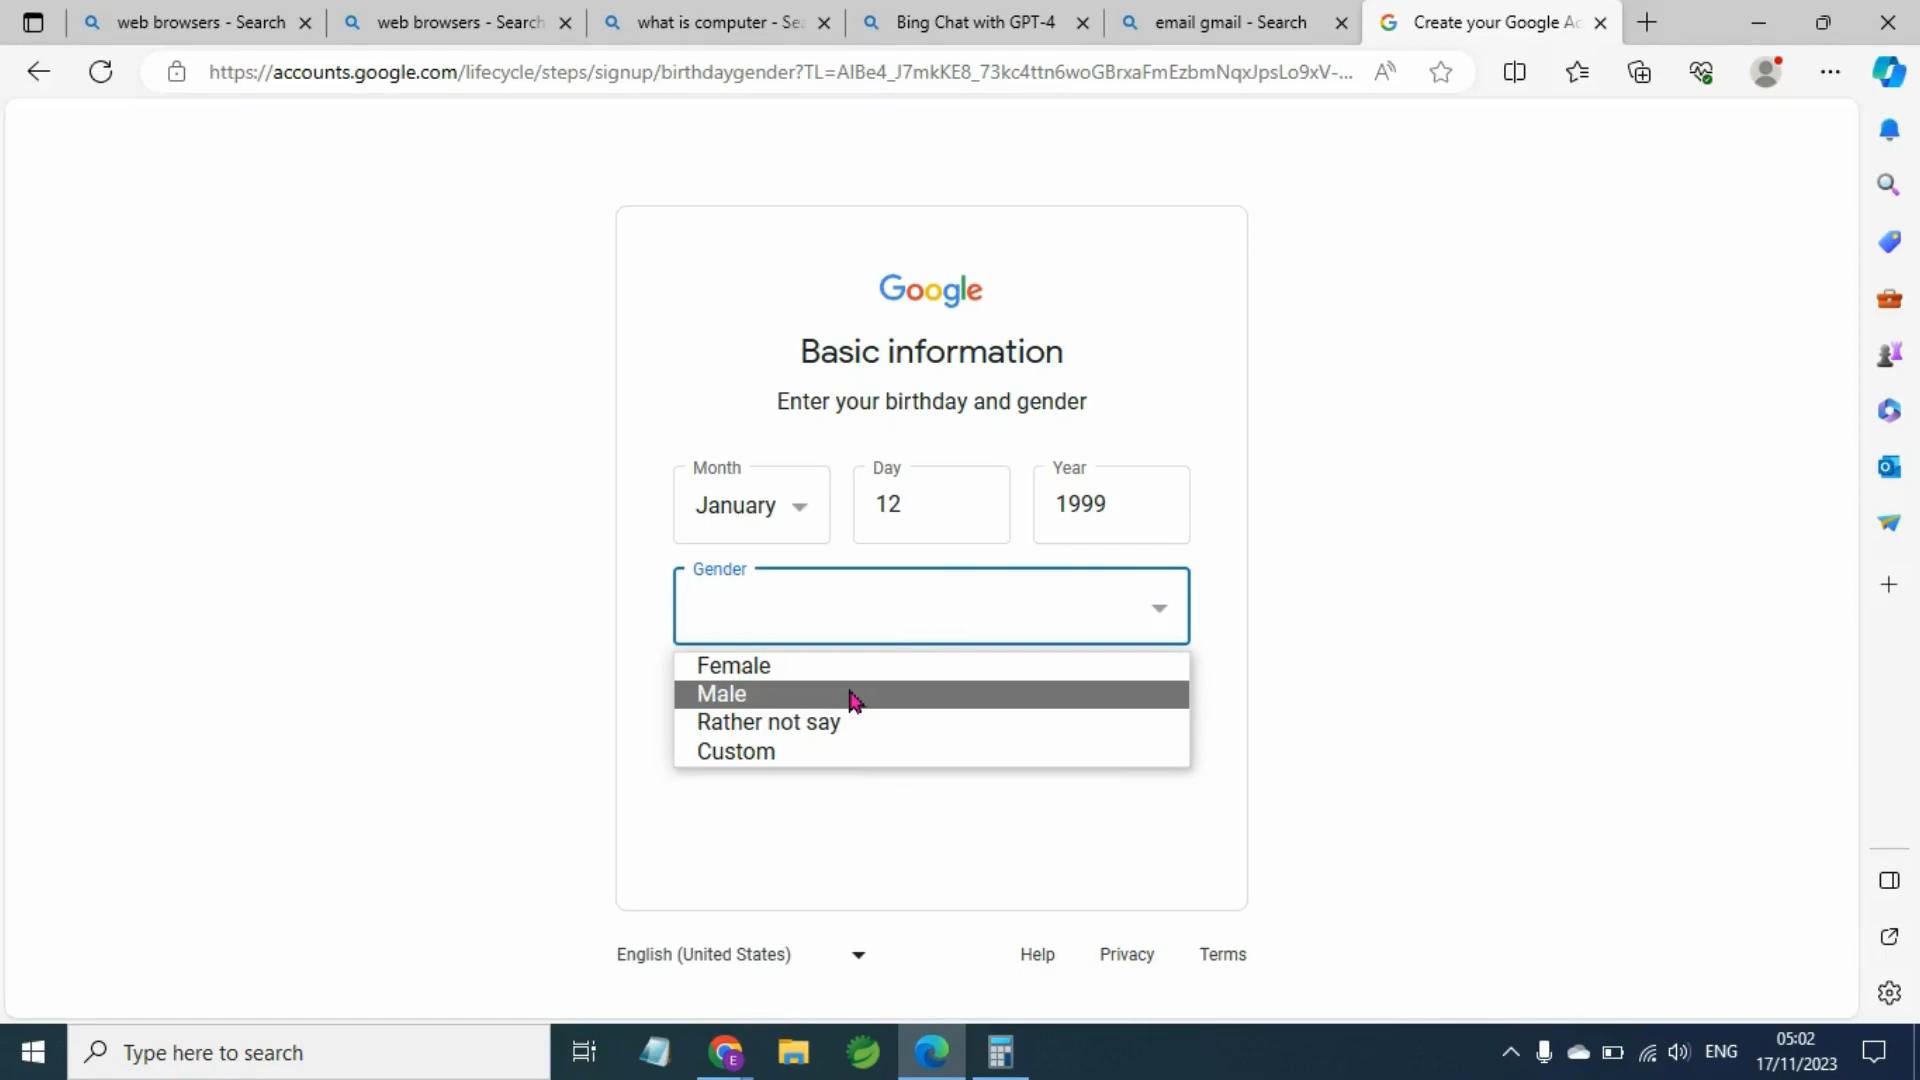 web browsers - Search
web browsers - Search
what is computer - Sea
Bing Chat with GPT-4
email gmail - Search
Create your Google Ac
https://accounts.google.com/lifecycle/steps/signup/birthdaygender?TL=AIBe4_J7mkKE8_73kc4ttn6woGBrxaFmEzbmNqxJpsLo9xV-...
Google
Basic information
Enter your birthday and gender
Month
Day
Year
January
12
1999
Gender
Female
Male
Rather not say
Custom
English (United States)
Help
Privacy
Terms
Type here to search
E
ENG
05:02
17/11/2023